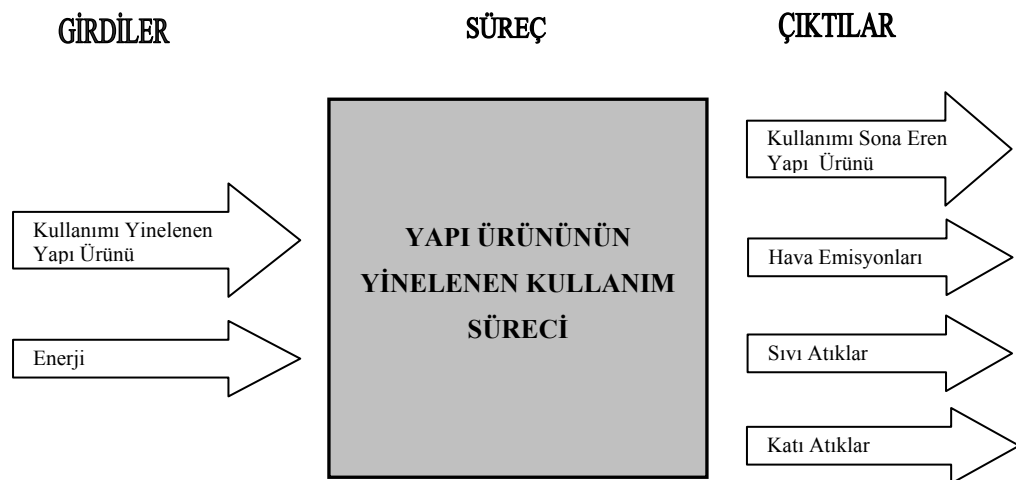 GİRDİLER
SÜREÇ
ÇIKTILAR
Kullanımı Yinelenen
Yapı Ürünü
Enerji
YAPI ÜRÜNÜNÜN
YİNELENEN KULLANIM
SÜRECİ
Kullanımı Sona Eren
Yapı Ürünü
Hava Emisyonları
Sıvı Atıklar
Katı Atıklar